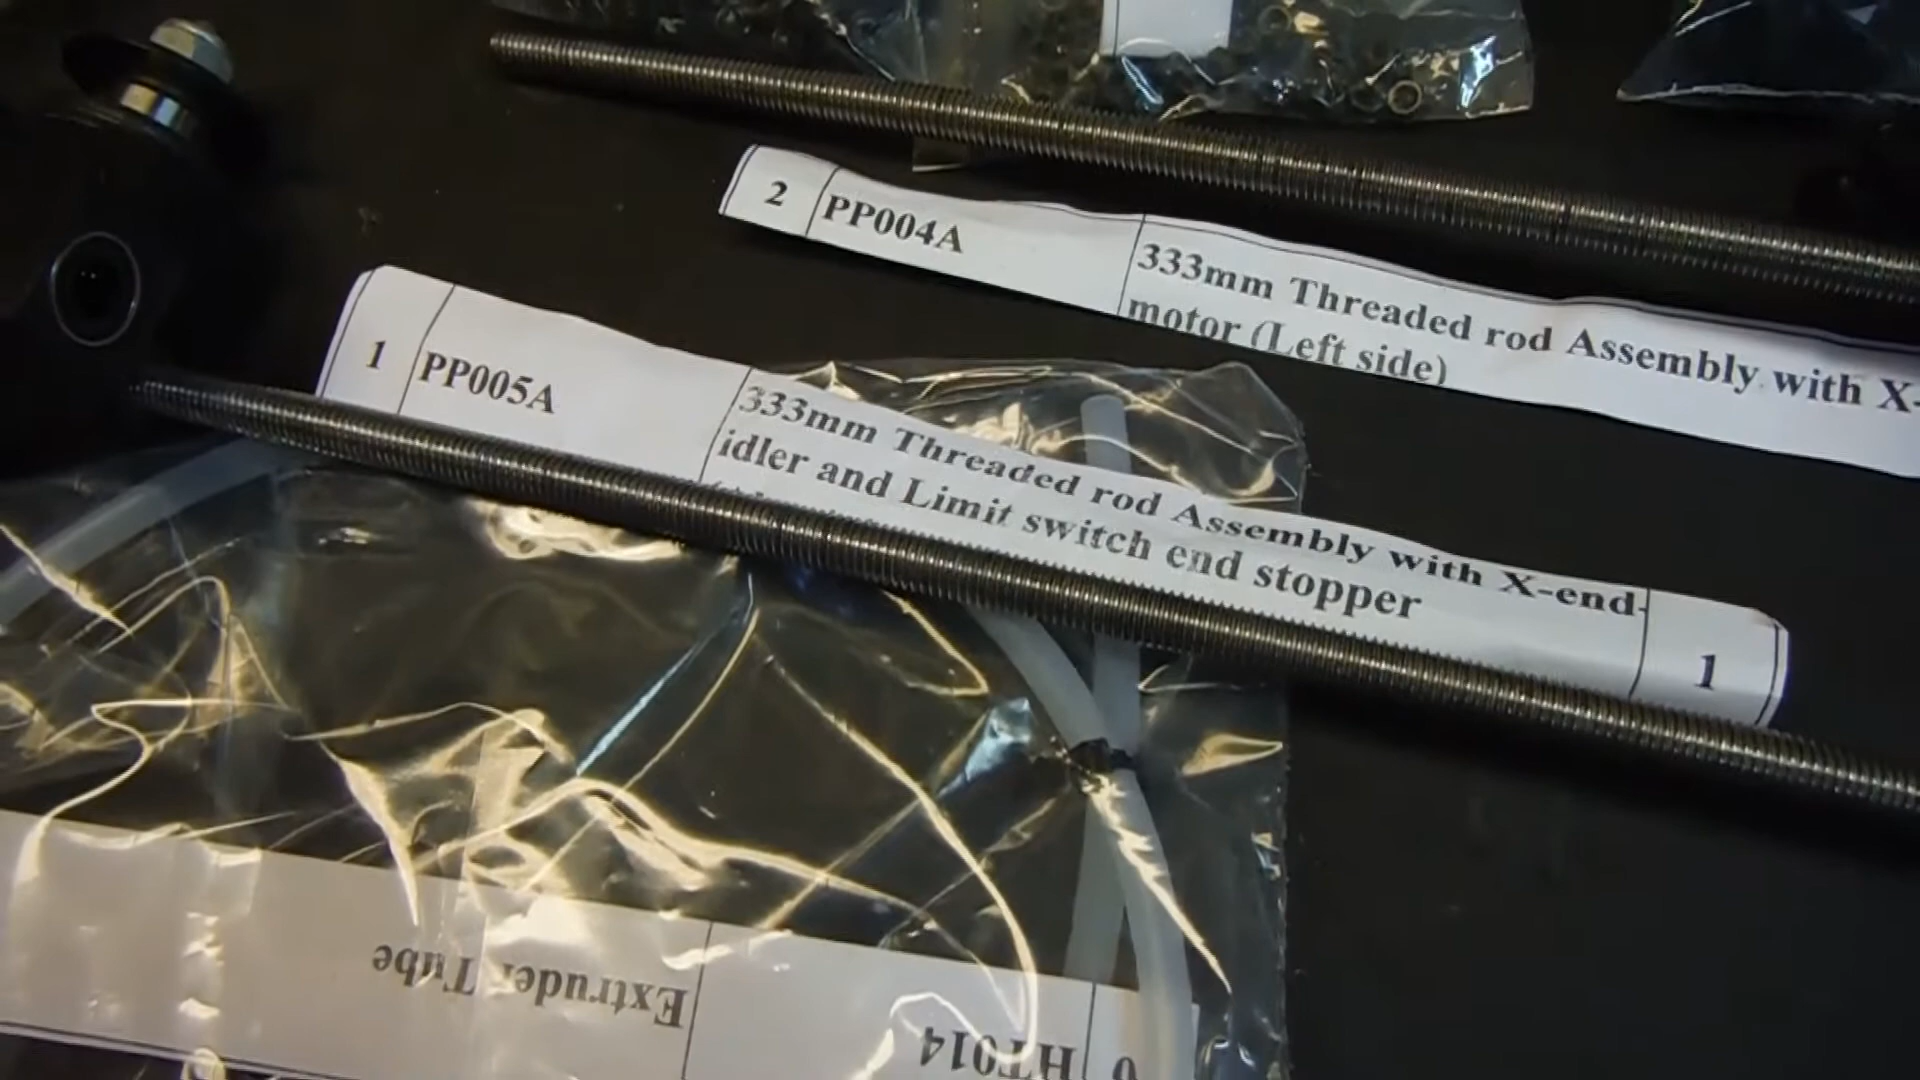 2 PP004A 333mm Threaded rod Assembly with X-
motor (Left side)
1 PP005A 333mm Threaded rod Assembly with X-end- 1
idler and Limit switch end stopper
HT014 Extruder Tube